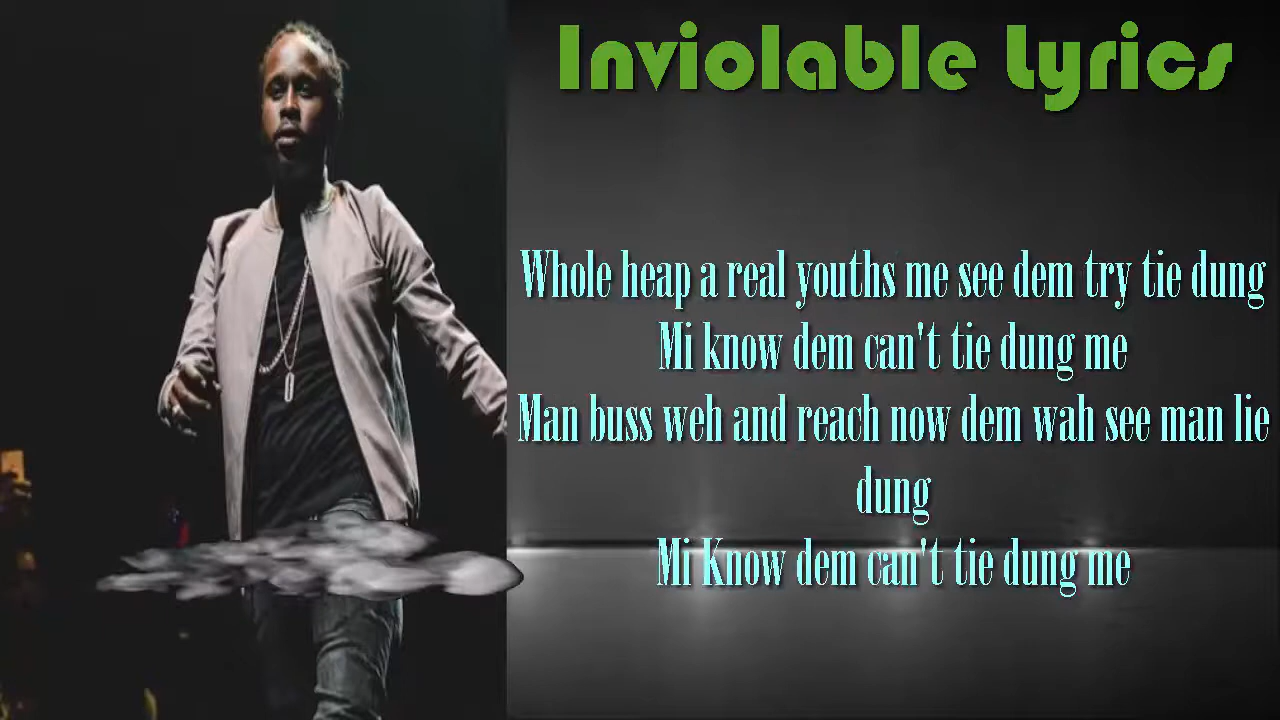 Inviolable Lyrics
Whole heap a real youths me see dem try tie dung
Mi know dem can't tie dung me
Man buss weh and reach now dem wah see man lie
dung
Mi Know dem can't tie dung me